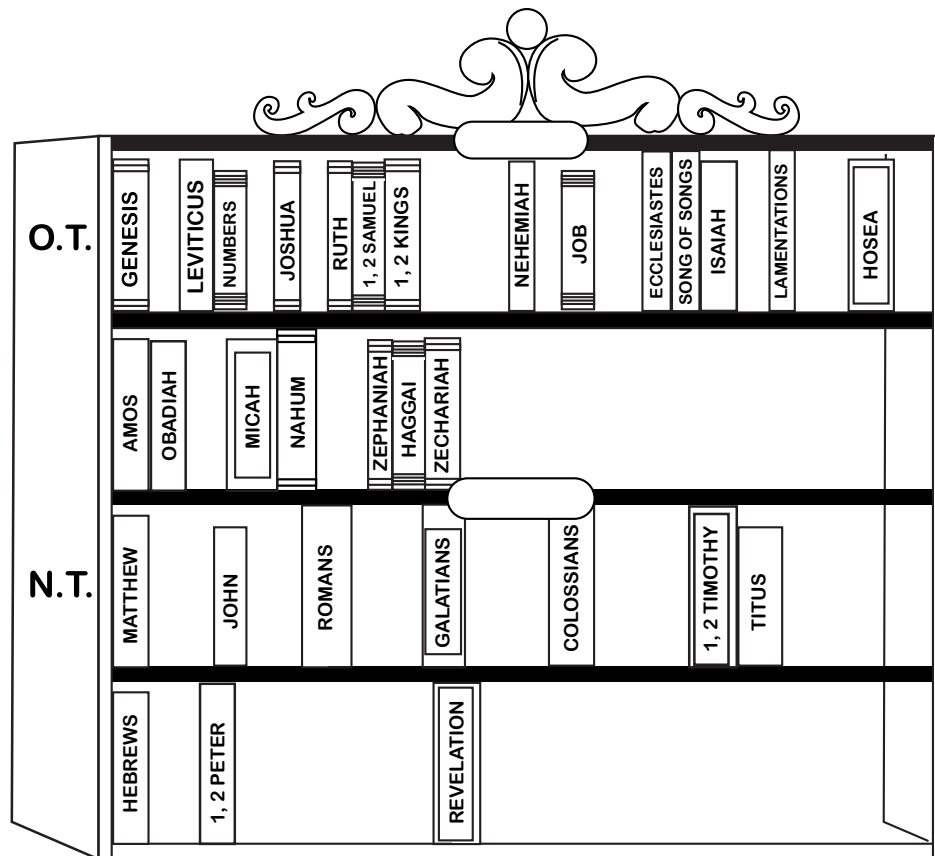 O.T.
GENESIS
LEVITICUS
NUMBERS
JOSHUA
RUTH
1, 2 SAMUEL
1, 2 KINGS
NEHEMIAH
JOB
ECCLESIASTES
SONG OF SONGS
ISAIAH
LAMENTATIONS
HOSEA
AMOS
OBADIAH
MICAH
NAHUM
ZEPHANIAH
HAGGAI
ZECHARIAH
N.T.
MATTHEW
JOHN
ROMANS
GALATIANS
COLOSSIANS
1, 2 TIMOTHY
TITUS
HEBREWS
1, 2 PETER
REVELATION